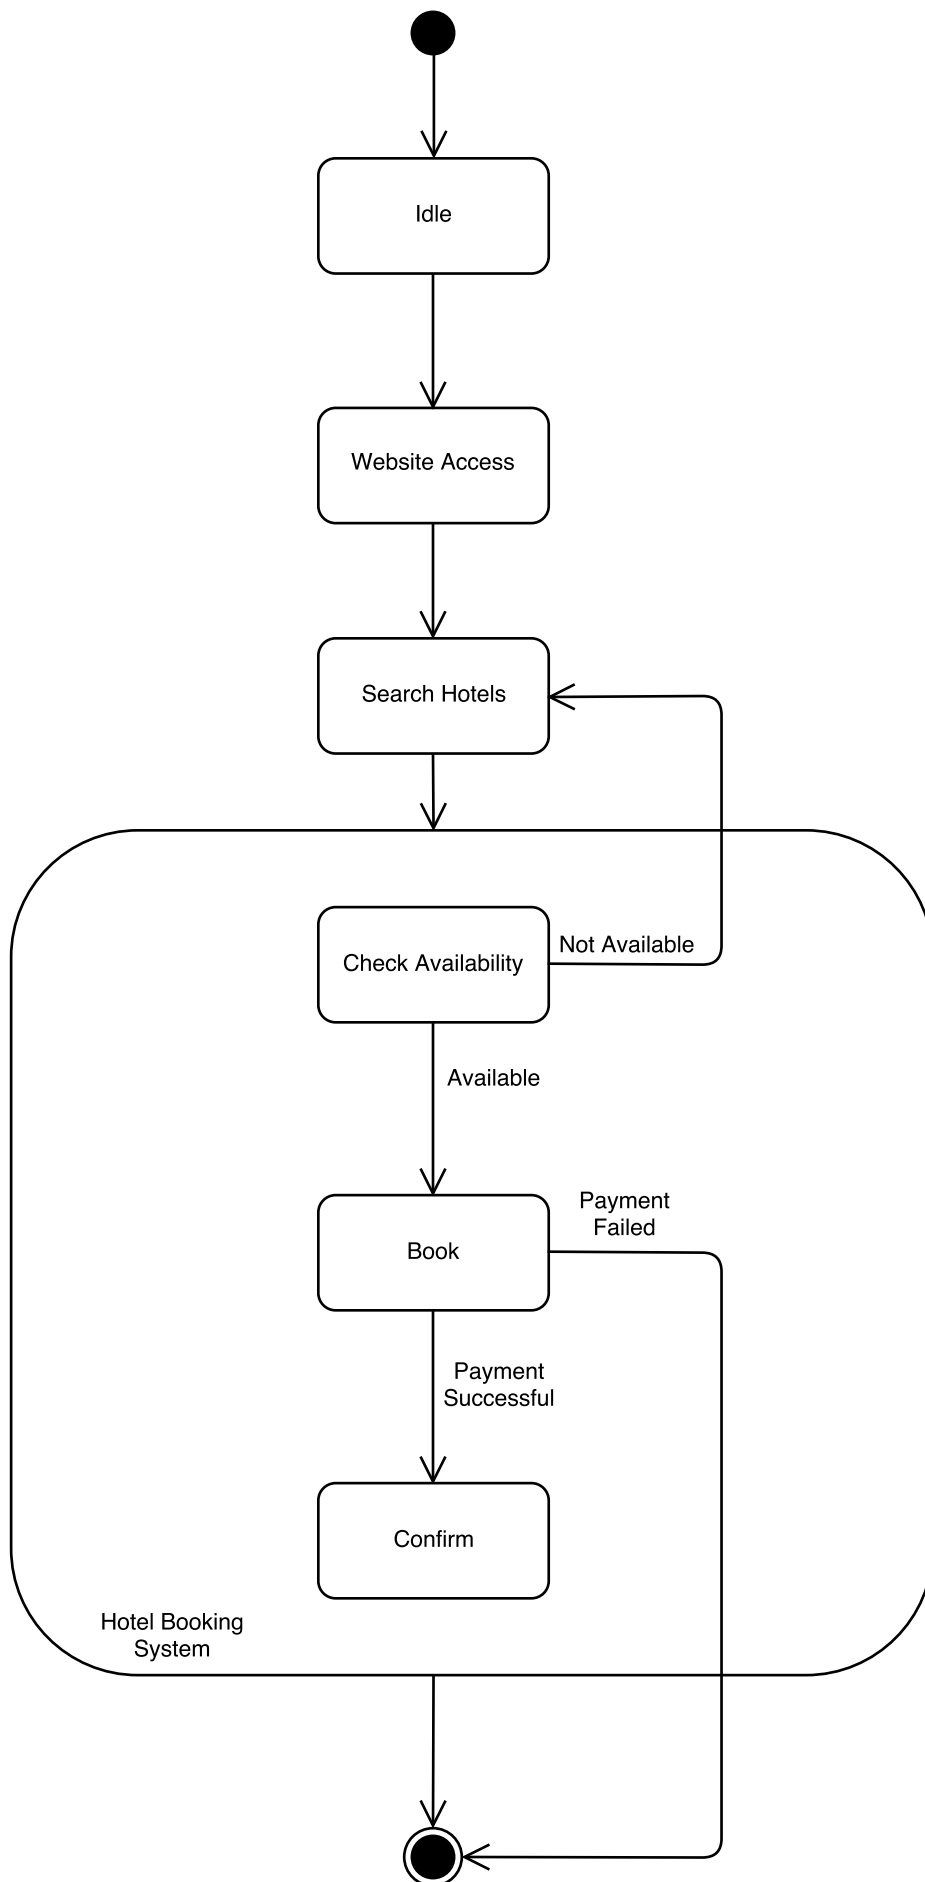 Idle
Website Access
Search Hotels
Not Available
Check Availability
Available
Payment
Failed
Book
Payment
Successful
Confirm
Hotel Booking
System